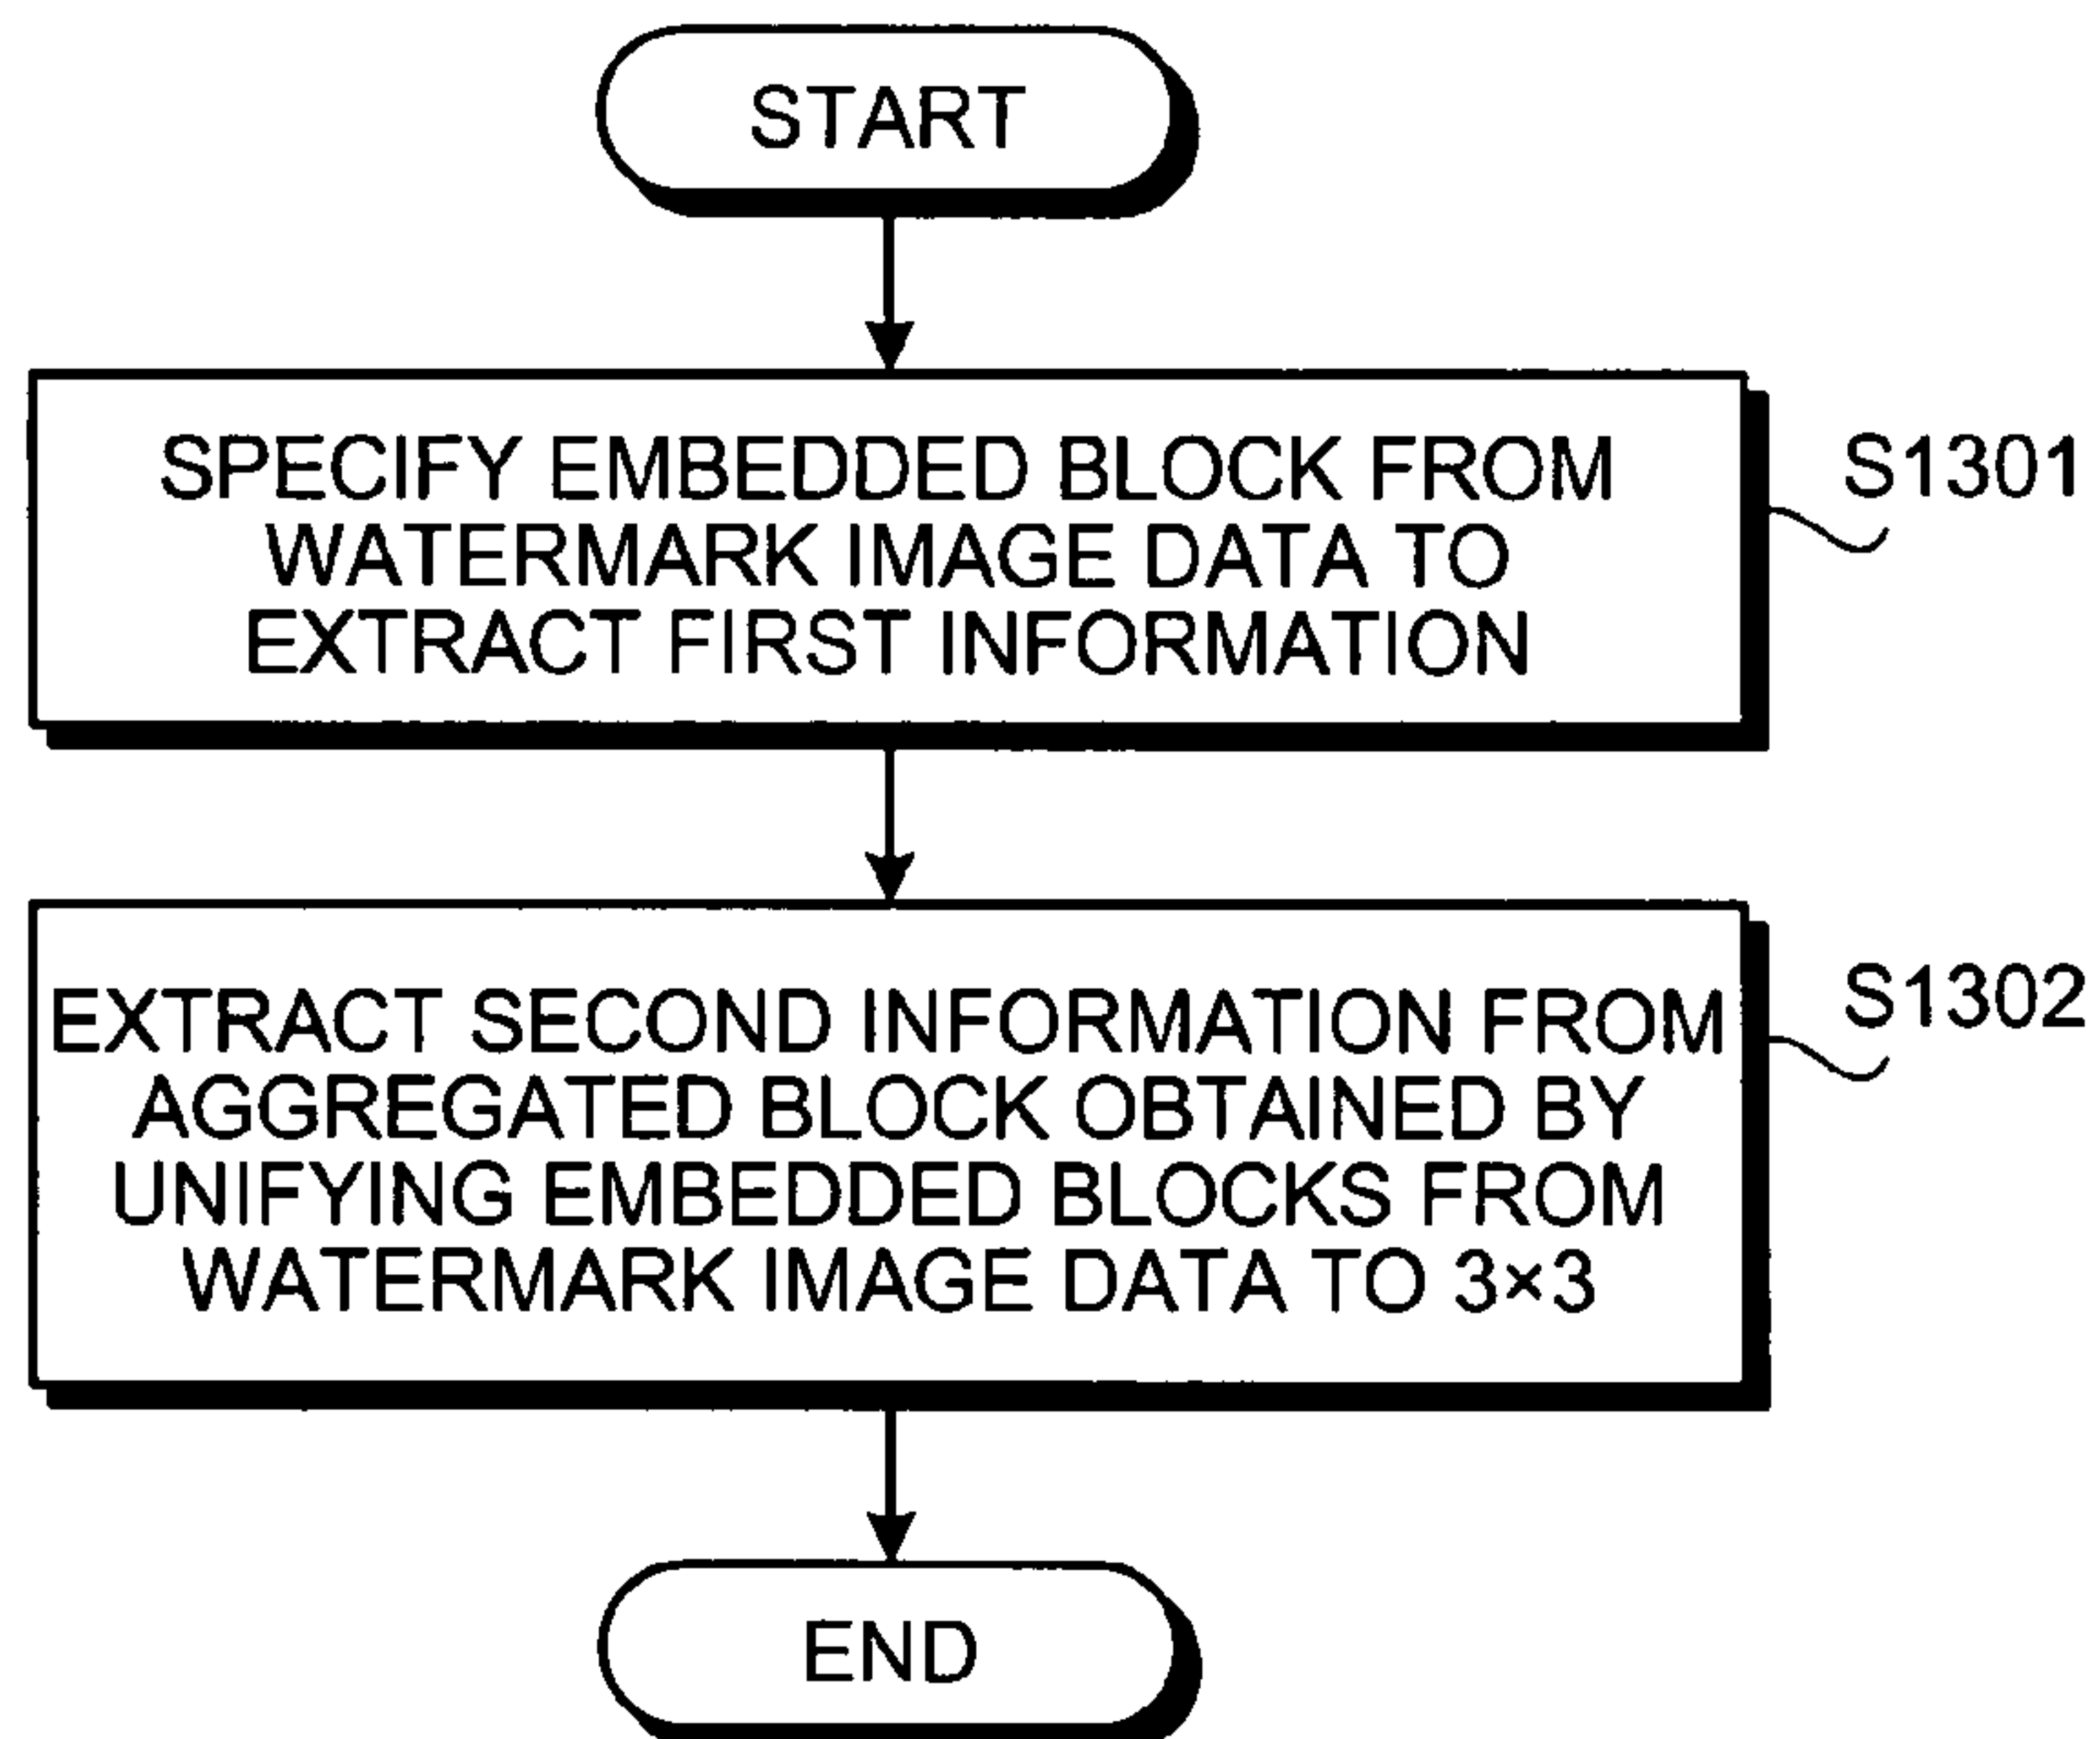 START
SPECIFY EMBEDDED BLOCK FROM
WATERMARK IMAGE DATA TO
EXTRACT FIRST INFORMATION
S1301
EXTRACT SECOND INFORMATION FROM
AGGREGATED BLOCK OBTAINED BY
UNIFYING EMBEDDED BLOCKS FROM
WATERMARK IMAGE DATA TO 3×3
S1302
END